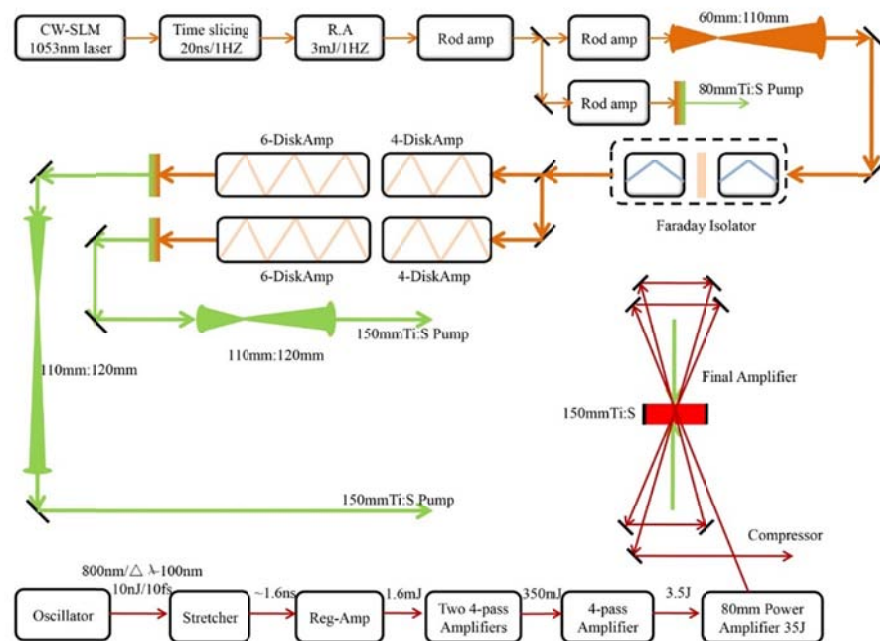 CW-SLM
1053nm laser
Time slicing
20ns/1HZ
R.A
3mJ/1HZ
Rod amp
Rod amp
60mm:110mm
Rod amp
80mmTi:S Pump
6-DiskAmp
4-DiskAmp
Faraday Isolator
6-DiskAmp
4-DiskAmp
150mmTi:S Pump
110mm:120mm
110mm:120mm
Final Amplifier
150mmTi:S
150mmTi:S Pump
Compressor
800nm/△ λ-100nm
10nJ/10fs
~1.6ns
1.6mJ
350mJ
3.5J
Oscillator
Stretcher
Reg-Amp
Two 4-pass
Amplifiers
4-pass
Amplifier
80mm Power
Amplifier 35J